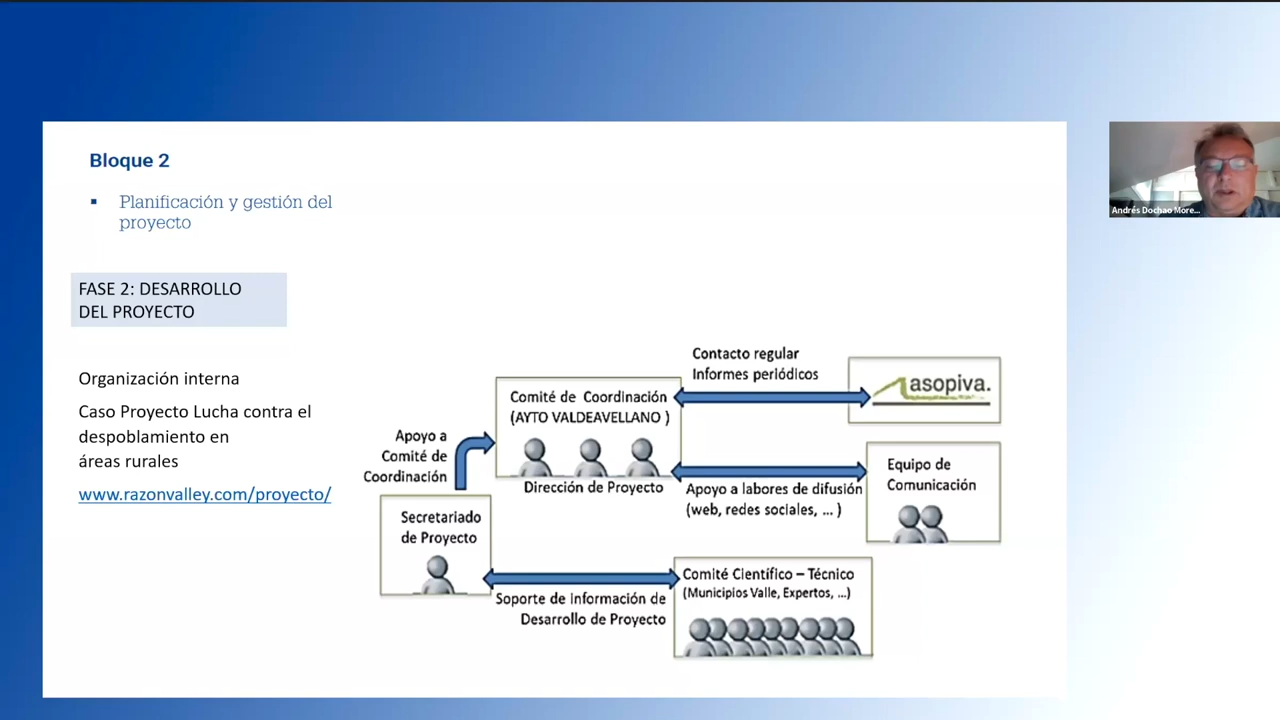 Bloque 2
▪ Planificación y gestión del
proyecto
FASE 2: DESARROLLO
DEL PROYECTO
Organización interna
Caso Proyecto Lucha contra el
despoblamiento en
áreas rurales
www.razonvalley.com/proyecto/
Contacto regular
Informes periódicos
asopiva.
Comité de Coordinación
(AYTO VALDEAVELLANO )
Dirección de Proyecto
Apoyo a
Comité de
Coordinación
Equipo de
Comunicación
Apoyo a labores de difusión
(web, redes sociales, ... )
Secretariado
de Proyecto
Soporte de Información de
Desarrollo de Proyecto
Comité Científico – Técnico
(Municipios Valle, Expertos, ...)
Andrés Dochao More...